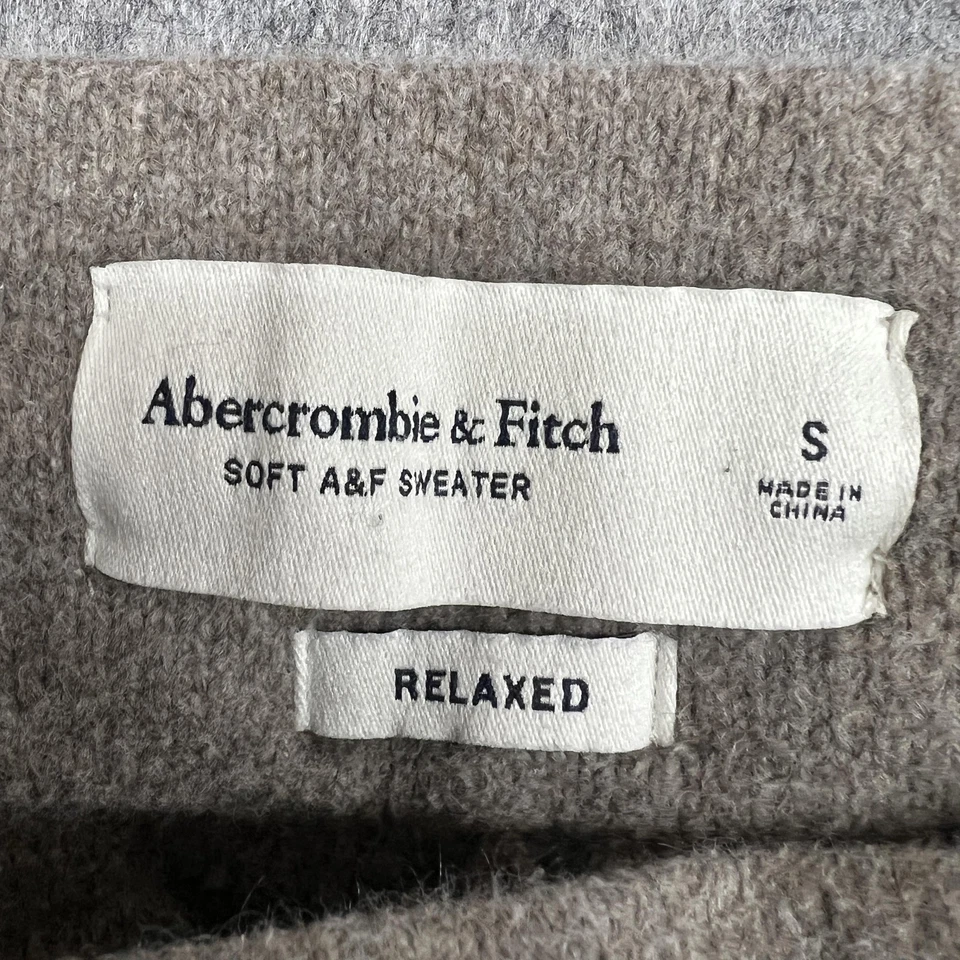 Abercrombie & Fitch
SOFT A&F SWEATER
S
MADE IN
CHINA
RELAXED